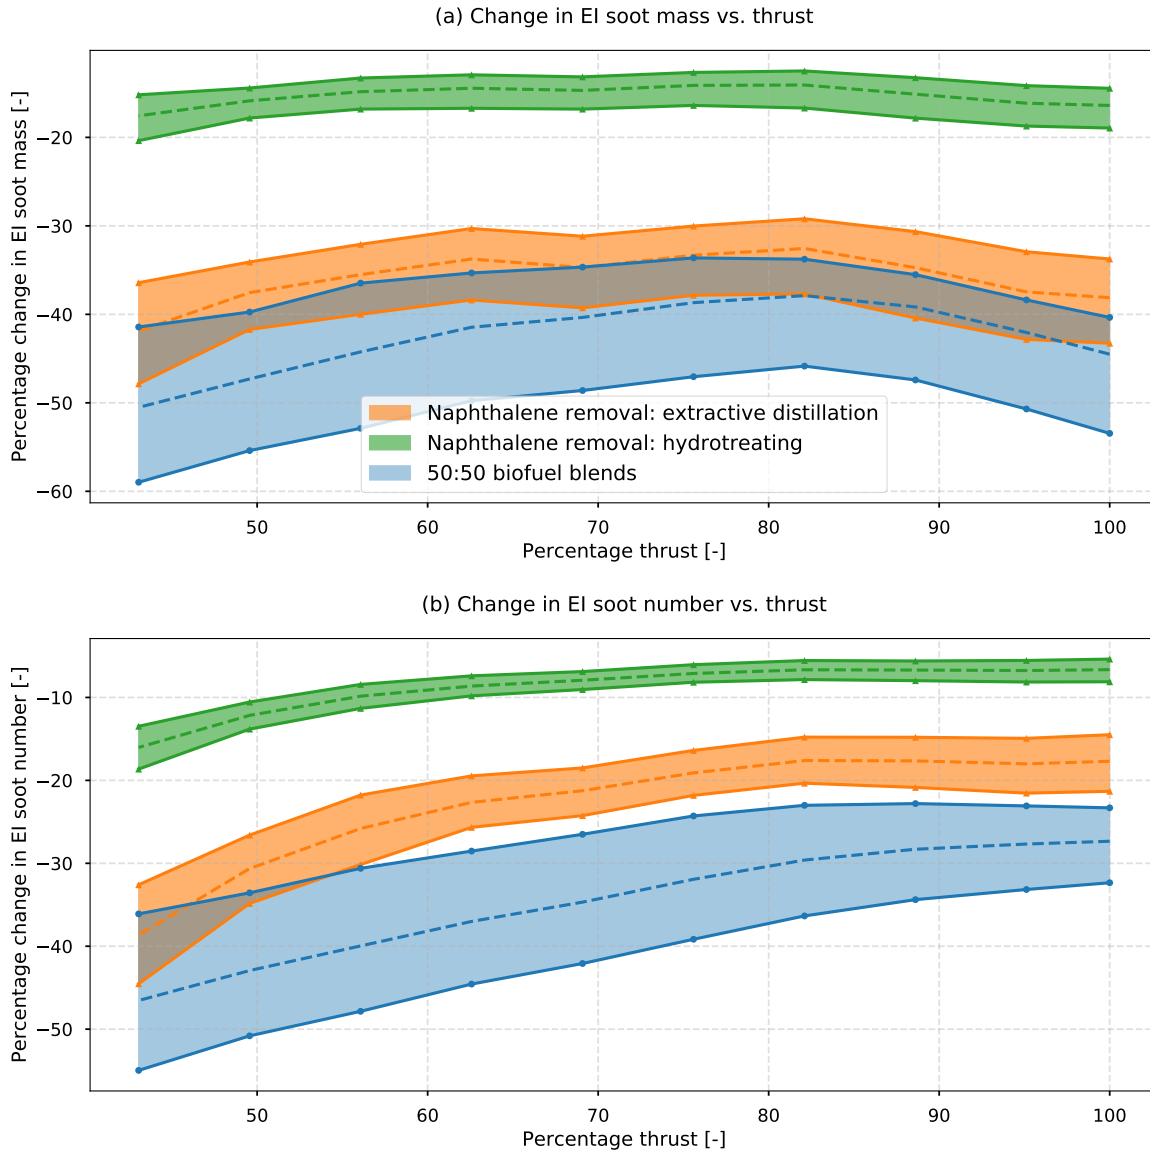 (a) Change in EI soot mass vs. thrust
Percentage change in EI soot mass [-]
−20
−30
−40
−50
−60
Naphthalene removal: extractive distillation
Naphthalene removal: hydrotreating
50:50 biofuel blends
50 60 70 80 90 100
Percentage thrust [-]
(b) Change in EI soot number vs. thrust
Percentage change in EI soot number [-]
−10
−20
−30
−40
−50
50 60 70 80 90 100
Percentage thrust [-]